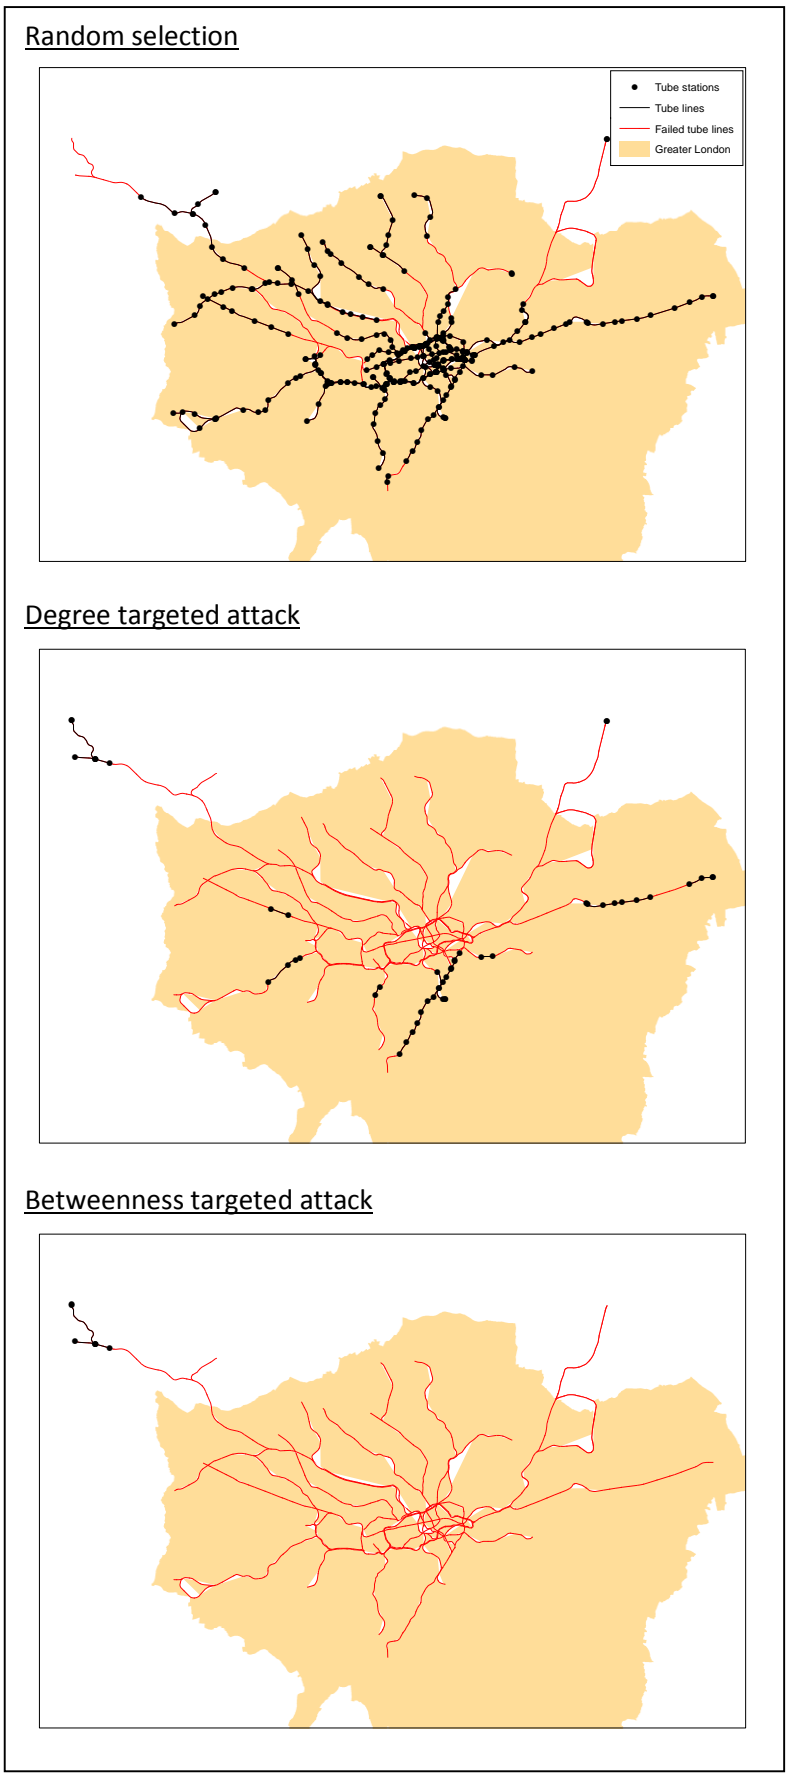 Random selection
Tube stations
Tube lines
Failed tube lines
Greater London
Degree targeted attack
Betweenness targeted attack